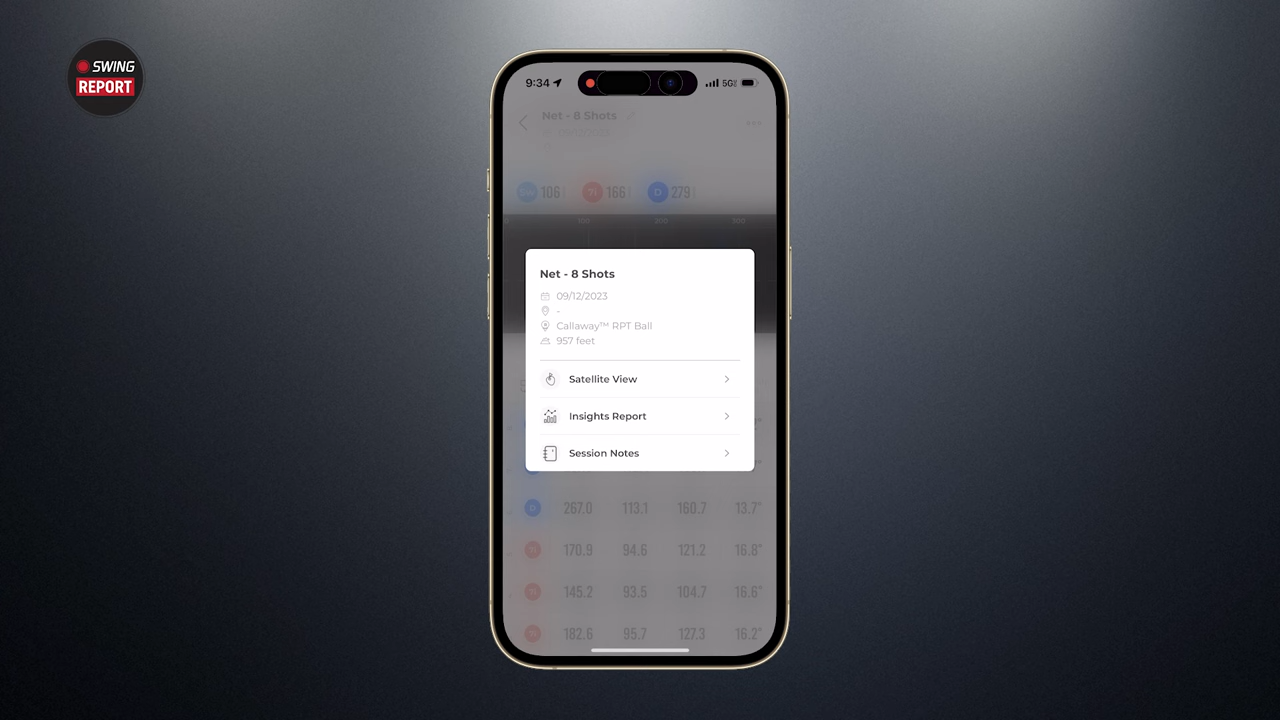 SWING
REPORT
9:34
5G
Net - 8 Shots
106
166
279
100 200 300
Net - 8 Shots
09/12/2023
-
Callaway™ RPT Ball
957 feet
Satellite View
Insights Report
Session Notes
D 267.0 113.1 160.7 13.7°
170.9 94.6 121.2 16.8°
145.2 93.5 104.7 16.6°
182.6 95.7 127.3 16.2°